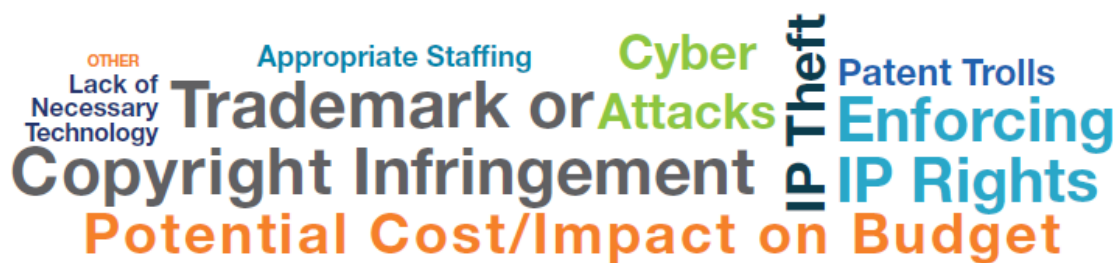 OTHER
Lack of
Necessary
Technology
Appropriate Staffing
Trademark or
Copyright Infringement
Cyber
Attacks
IP Theft
Patent Trolls
Enforcing
IP Rights
Potential Cost/Impact on Budget